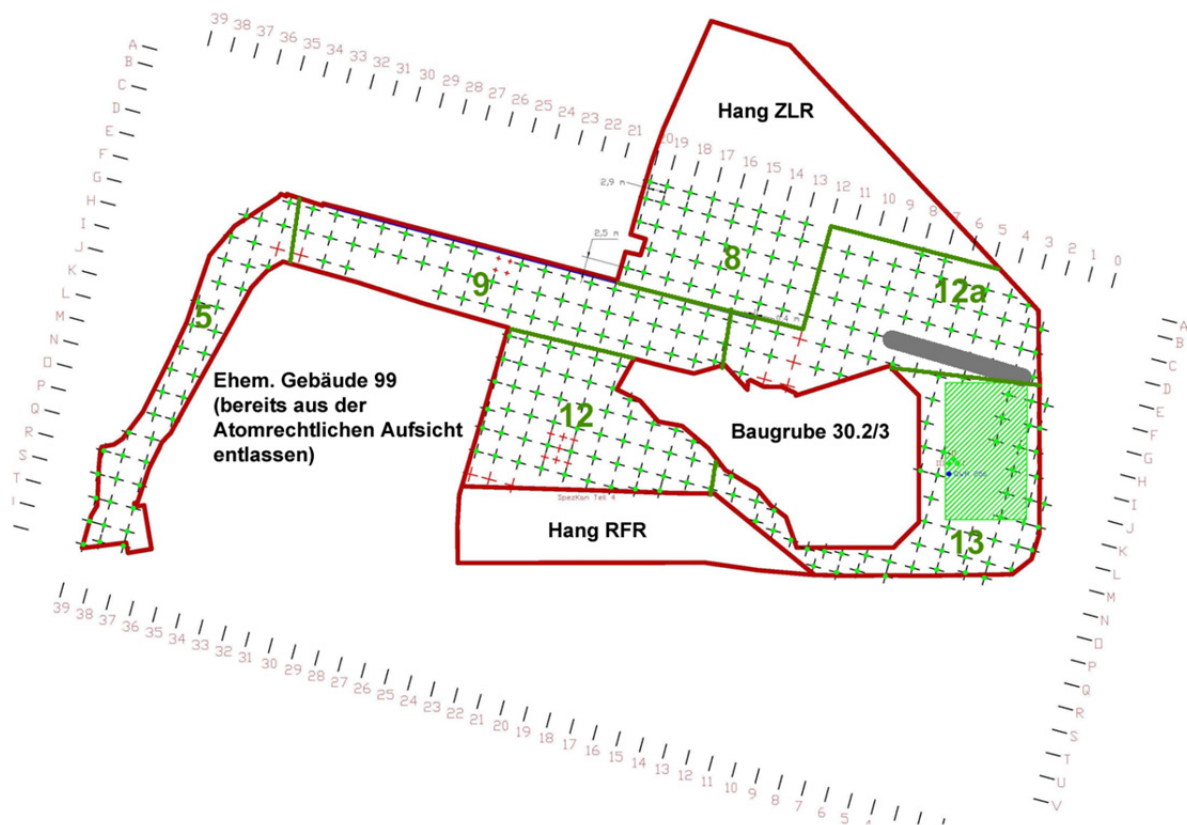 39 38 37 36 35 34 33 32 31 30 29 28 27 26 25 24 23 22 21 20 19 18 17 16 15 14 13 12 11 10 9 8 7 6 5 4 3 2 1 0
A
B
C
D
E
F
G
H
I
J
K
L
M
N
O
P
Q
R
S
T
I
Hang ZLR
2,9 m
2,5 m
8
9
12a
5
Ehem. Gebäude 99
(bereits aus der
Atomrechtlichen Aufsicht
entlassen)
12
Baugrube 30.2/3
Hang RFR
13
A
B
C
D
E
F
G
H
I
J
K
L
M
N
O
P
Q
R
S
T
U
V
39 38 37 36 35 34 33 32 31 30 29 28 27 26 25 24 23 22 21 20 19 18 17 16 15 14 13 12 11 10 9 8 7 6 5